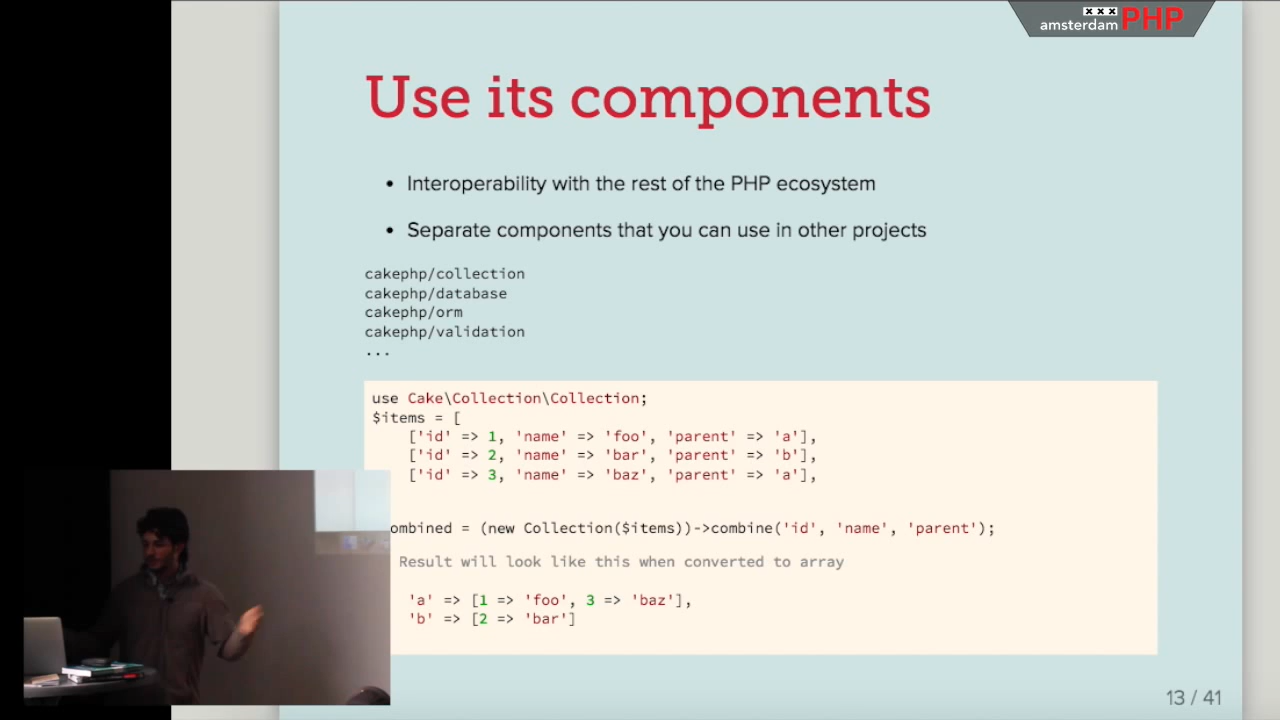 xxx
amsterdam PHP
Use its components
• Interoperability with the rest of the PHP ecosystem
• Separate components that you can use in other projects
cakephp/collection
cakephp/database
cakephp/orm
cakephp/validation
...
use Cake\Collection\Collection;
$items = [
['id' => 1, 'name' => 'foo', 'parent' => 'a'],
['id' => 2, 'name' => 'bar', 'parent' => 'b'],
['id' => 3, 'name' => 'baz', 'parent' => 'a'],
ombined = (new Collection($items))->combine('id', 'name', 'parent');
Result will look like this when converted to array
'a' => [1 => 'foo', 3 => 'baz'],
'b' => [2 => 'bar']
13 / 41